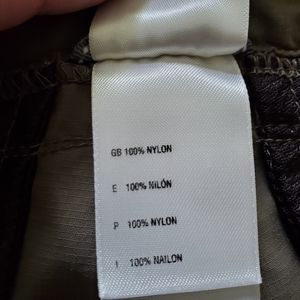 GB 100% NYLON
E 100% NILÓN
P 100% NYLON
I 100% NAILON